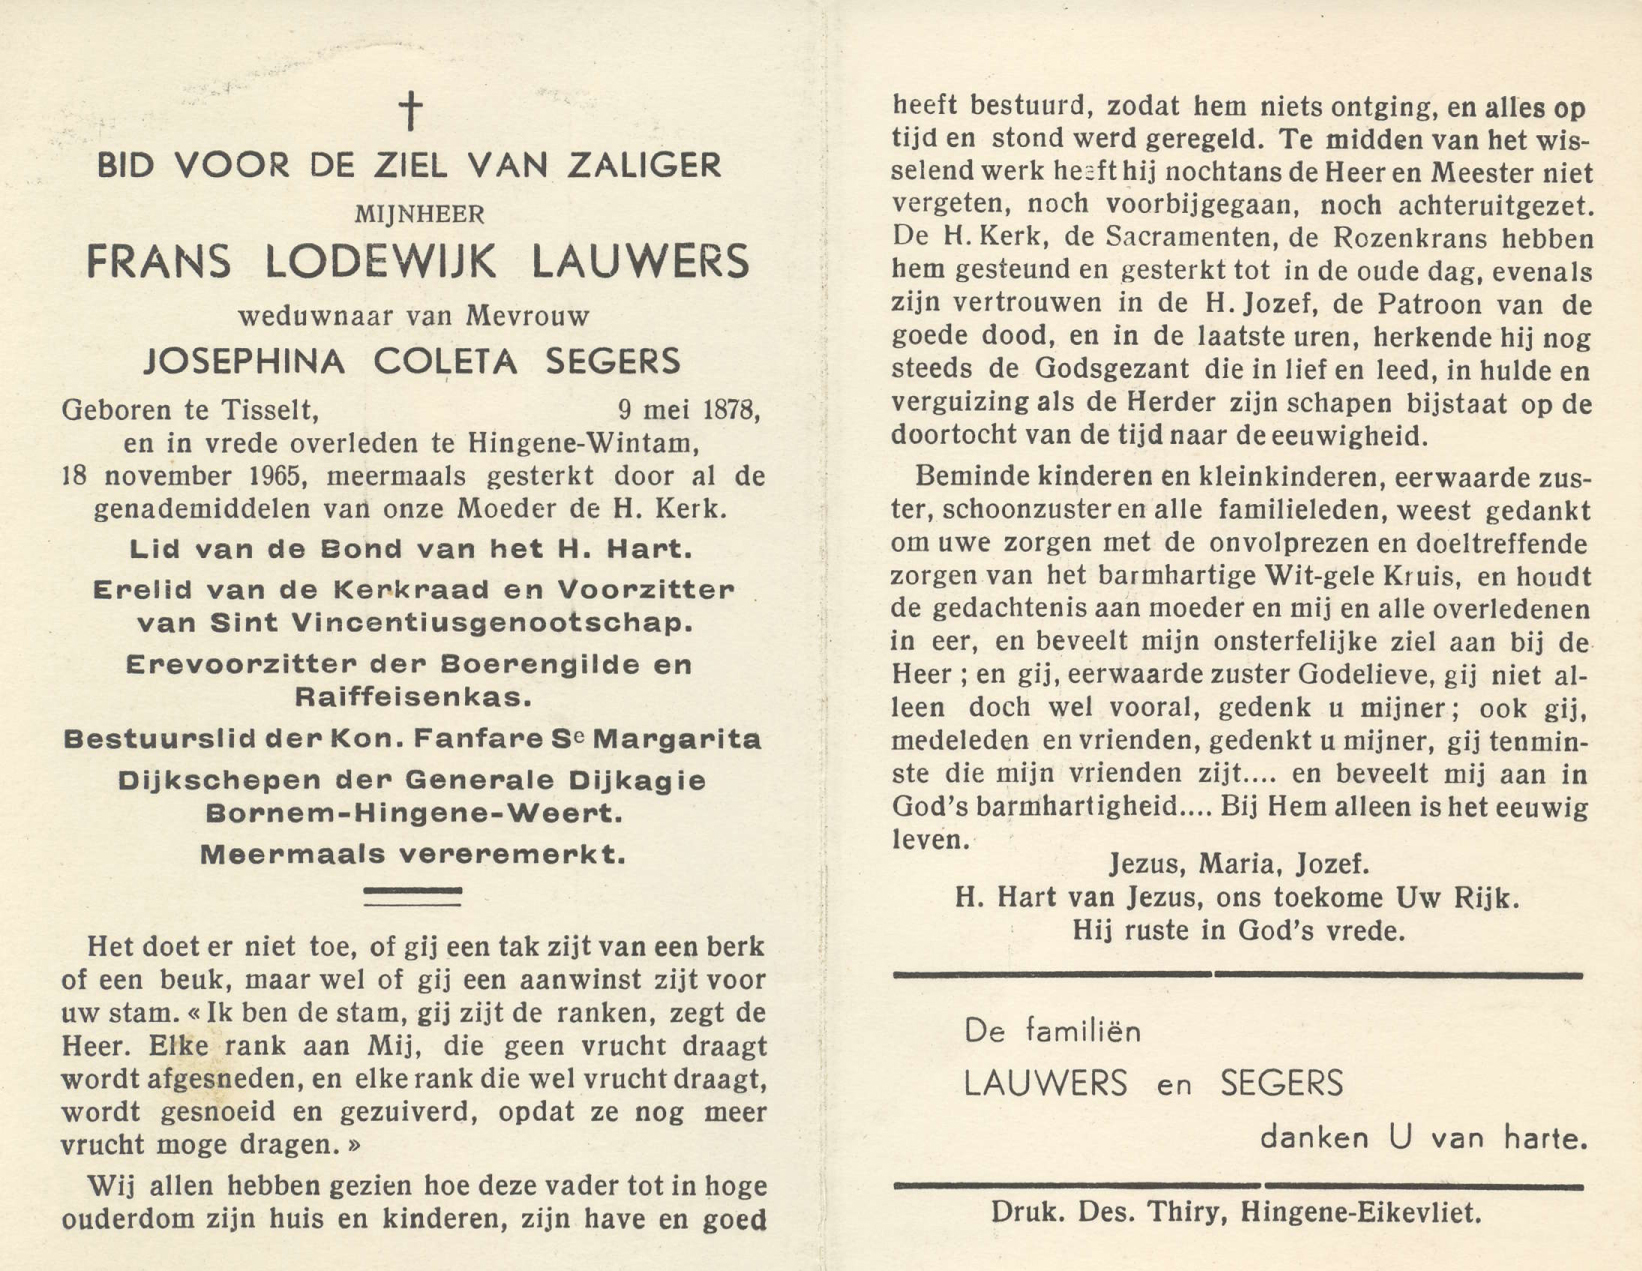 †
BID VOOR DE ZIEL VAN ZALIGER
MIJNHEER
FRANS LODEWIJK LAUWERS
weduwnaar van Mevrouw
JOSEPHINA COLETA SEGERS
Geboren te Tisselt, 9 mei 1878,
en in vrede overleden te Hingene-Wintam,
18 november 1965, meermaals gesterkt door al de
genademiddelen van onze Moeder de H. Kerk.
Lid van de Bond van het H. Hart.
Erelid van de Kerkraad en Voorzitter
van Sint Vincentiusgenootschap.
Erevoorzitter der Boerengilde en
Raiffeisenkas.
Bestuurslid der Kon. Fanfare Se Margarita
Dijkschepen der Generale Dijkagie
Bornem-Hingene-Weert.
Meermaals vereremerkt.
Het doet er niet toe, of gij een tak zijt van een berk
of een beuk, maar wel of gij een aanwinst zijt voor
uw stam. « Ik ben de stam, gij zijt de ranken, zegt de
Heer. Elke rank aan Mij, die geen vrucht draagt
wordt afgesneden, en elke rank die wel vrucht draagt,
wordt gesnoeid en gezuiverd, opdat ze nog meer
vrucht moge dragen. »
Wij allen hebben gezien hoe deze vader tot in hoge
ouderdom zijn huis en kinderen, zijn have en goed
heeft bestuurd, zodat hem niets ontging, en alles op
tijd en stond werd geregeld. Te midden van het wis-
selend werk heeft hij nochtans de Heer en Meester niet
vergeten, noch voorbijgegaan, noch achteruitgezet.
De H. Kerk, de Sacramenten, de Rozenkrans hebben
hem gesteund en gesterkt tot in de oude dag, evenals
zijn vertrouwen in de H. Jozef, de Patroon van de
goede dood, en in de laatste uren, herkende hij nog
steeds de Godsgezant die in lief en leed, in hulde en
verguizing als de Herder zijn schapen bijstaat op de
doortocht van de tijd naar de eeuwigheid.
Beminde kinderen en kleinkinderen, eerwaarde zus-
ter, schoonzuster en alle familieleden, weest gedankt
om uwe zorgen met de onvolprezen en doeltreffende
zorgen van het barmhartige Wit-gele Kruis, en houdt
de gedachtenis aan moeder en mij en alle overledenen
in eer, en beveelt mijn onsterfelijke ziel aan bij de
Heer ; en gij, eerwaarde zuster Godelieve, gij niet al-
leen doch wel vooral, gedenk u mijner ; ook gij,
medeleden en vrienden, gedenkt u mijner, gij tenmin-
ste die mijn vrienden zijt.... en beveelt mij aan in
God's barmhartigheid.... Bij Hem alleen is het eeuwig
leven.
Jezus, Maria, Jozef.
H. Hart van Jezus, ons toekome Uw Rijk.
Hij ruste in God's vrede.
De familiën
LAUWERS en SEGERS
danken U van harte.
Druk. Des. Thiry, Hingene-Eikevliet.